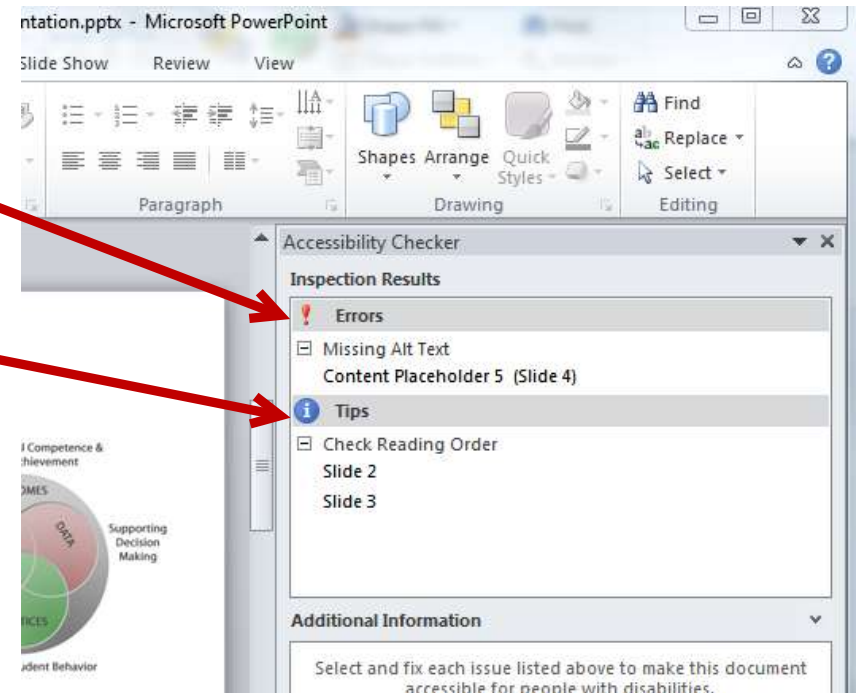 ntation.pptx - Microsoft PowerPoint
Slide Show Review View
Shapes Arrange Quick Styles
Find
Replace
Select
Paragraph Drawing Editing
Accessibility Checker
Inspection Results
Errors
Missing Alt Text
Content Placeholder 5 (Slide 4)
Tips
Check Reading Order
Slide 2
Slide 3
l Competence &
hievement
OMES
DATA
Supporting
Decision
Making
TICES
udent Behavior
Additional Information
Select and fix each issue listed above to make this document
accessible for people with disabilities.